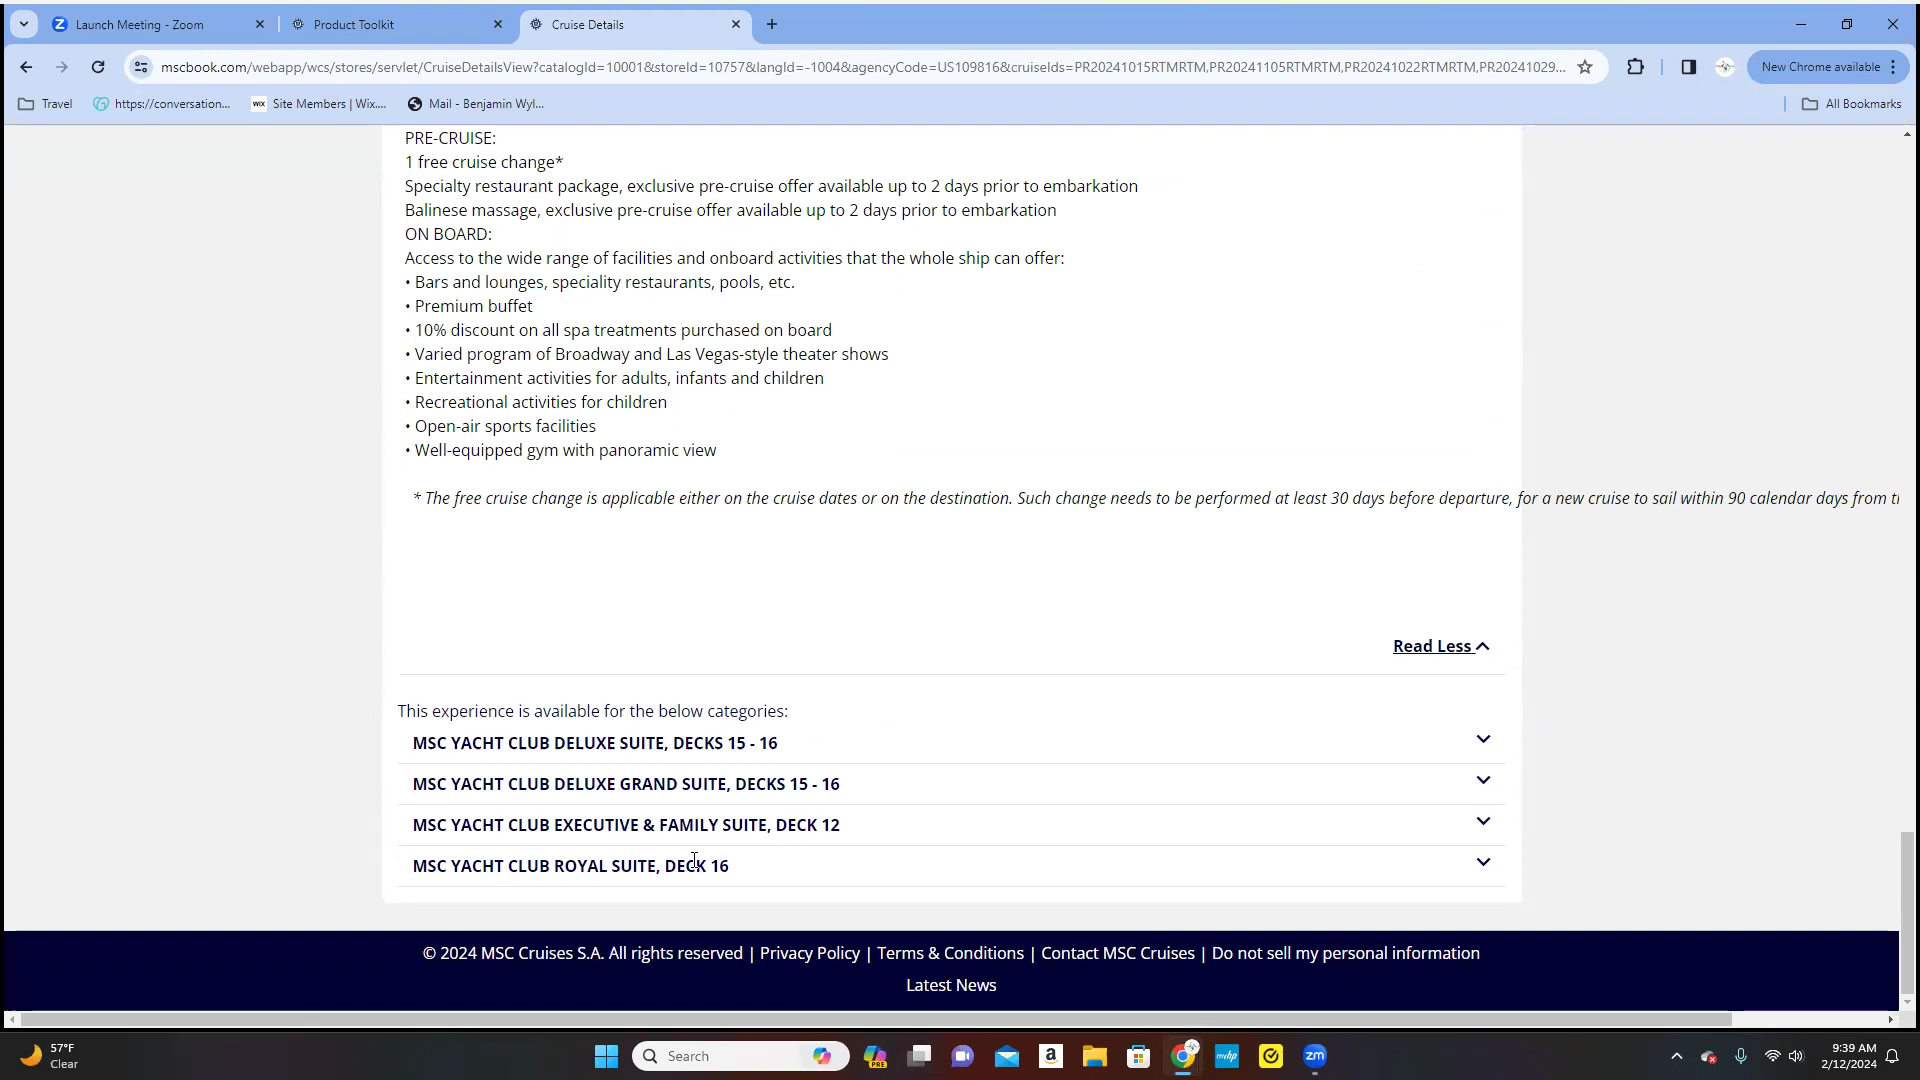 Launch Meeting - Zoom
Product Toolkit
Cruise Details
mscbook.com/webapp/wcs/stores/servlet/CruiseDetailsView?catalogId=10001&storeId=10757&langId=-1004&agencyCode=US109816&cruiseIds=PR20241015RTMRTM,PR20241105RTMRTM,PR20241022RTMRTM,PR20241029...
New Chrome available
Travel
https://conversation...
WIX Site Members | Wix....
Mail - Benjamin Wyl...
All Bookmarks
PRE-CRUISE:
1 free cruise change*
Specialty restaurant package, exclusive pre-cruise offer available up to 2 days prior to embarkation
Balinese massage, exclusive pre-cruise offer available up to 2 days prior to embarkation
ON BOARD:
Access to the wide range of facilities and onboard activities that the whole ship can offer:
• Bars and lounges, speciality restaurants, pools, etc.
• Premium buffet
• 10% discount on all spa treatments purchased on board
• Varied program of Broadway and Las Vegas-style theater shows
• Entertainment activities for adults, infants and children
• Recreational activities for children
• Open-air sports facilities
• Well-equipped gym with panoramic view
* The free cruise change is applicable either on the cruise dates or on the destination. Such change needs to be performed at least 30 days before departure, for a new cruise to sail within 90 calendar days from
Read Less
This experience is available for the below categories:
MSC YACHT CLUB DELUXE SUITE, DECKS 15 - 16
MSC YACHT CLUB DELUXE GRAND SUITE, DECKS 15 - 16
MSC YACHT CLUB EXECUTIVE & FAMILY SUITE, DECK 12
MSC YACHT CLUB ROYAL SUITE, DECK 16
© 2024 MSC Cruises S.A. All rights reserved | Privacy Policy | Terms & Conditions | Contact MSC Cruises | Do not sell my personal information
Latest News
57°F
Clear
Search
PRE
a
myhp
zm
9:39 AM
2/12/2024